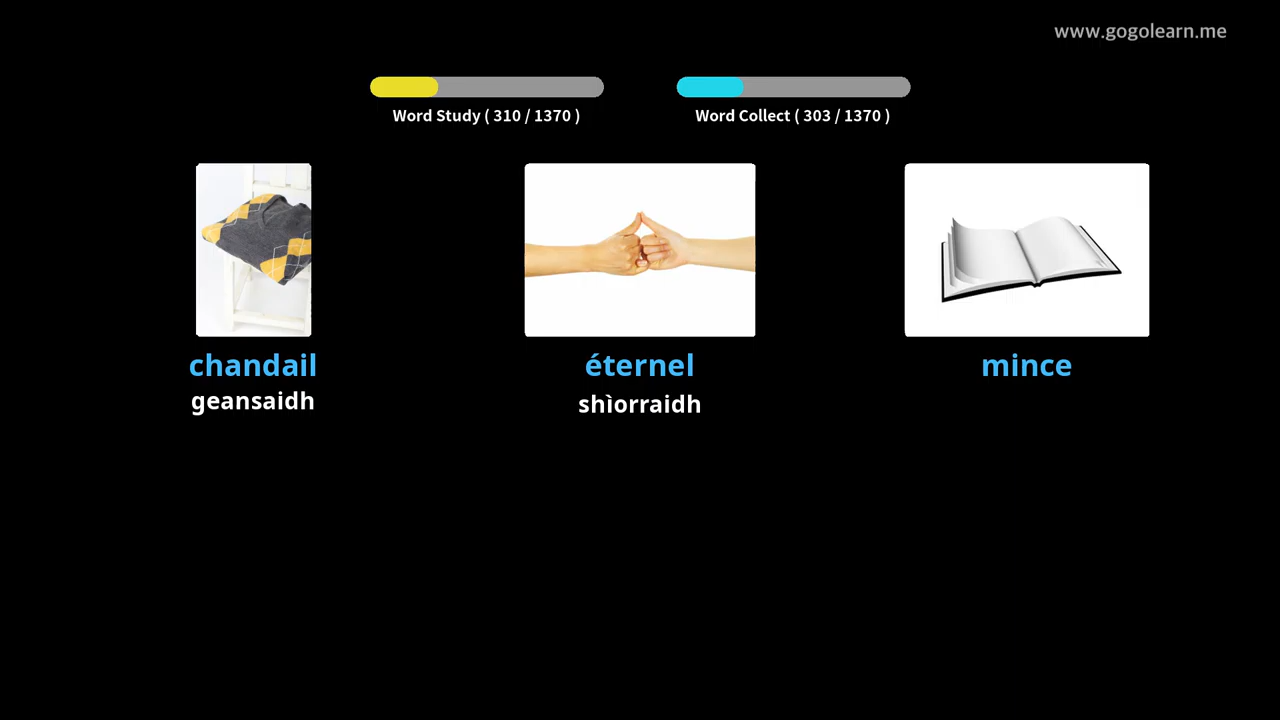 www.gogolearn.me
Word Study ( 310 / 1370 )
Word Collect ( 303 / 1370 )
chandail
geansaidh
éternel
shìorraidh
mince